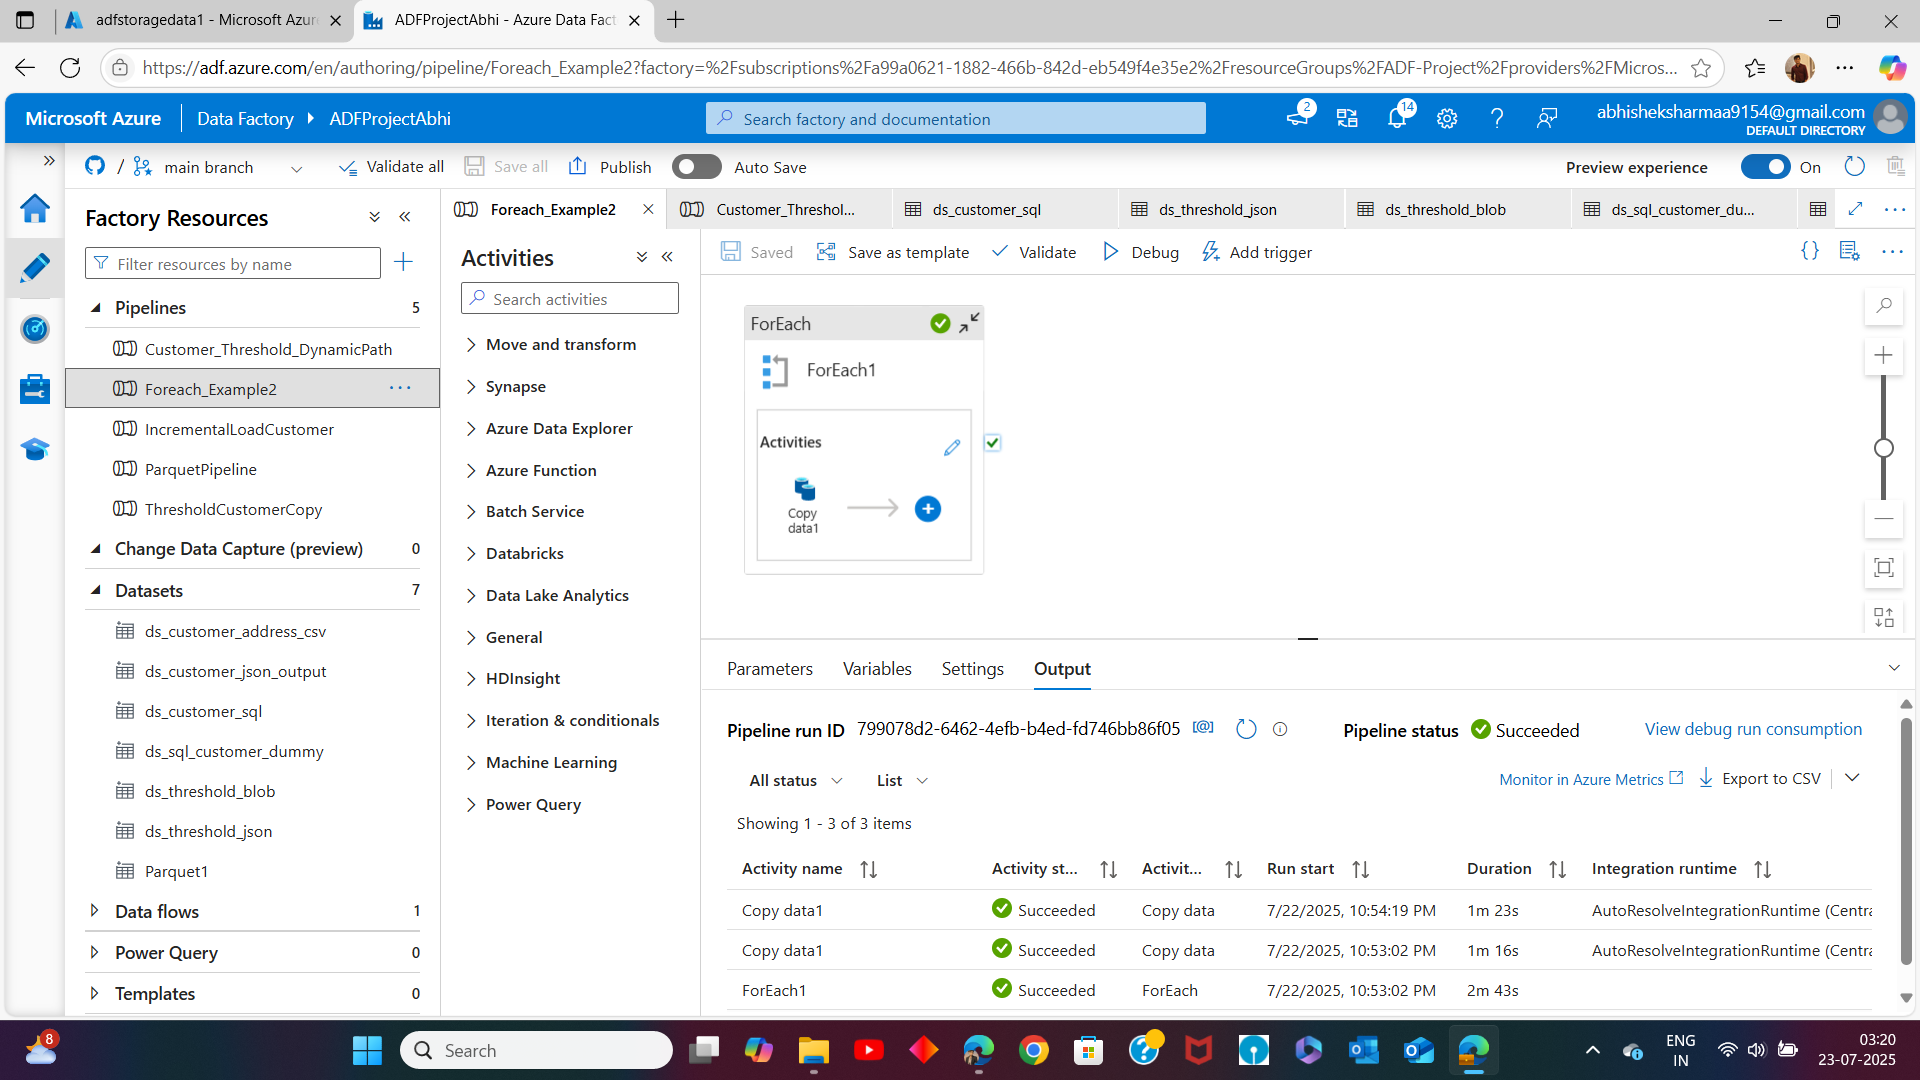 adfstoragedata1 - Microsoft Azure
ADFProjectAbhi - Azure Data Fact
https://adf.azure.com/en/authoring/pipeline/Foreach_Example2?factory=%2Fsubscriptions%2Fa99a0621-1882-466b-842d-eb549f4e35e2%2FresourceGroups%2FADF-Project%2Fproviders%2FMicros...
Microsoft Azure
Data Factory
ADFProjectAbhi
Search factory and documentation
2
14
abhisheksharmaa9154@gmail.com
DEFAULT DIRECTORY
/ main branch
Validate all
Save all
Publish
Auto Save
Preview experience
On
Factory Resources
Foreach_Example2
Customer_Threshol...
ds_customer_sql
ds_threshold_json
ds_threshold_blob
ds_sql_customer_du...
Filter resources by name
Pipelines 5
Customer_Threshold_DynamicPath
Foreach_Example2
IncrementalLoadCustomer
ParquetPipeline
ThresholdCustomerCopy
Change Data Capture (preview) 0
Datasets 7
ds_customer_address_csv
ds_customer_json_output
ds_customer_sql
ds_sql_customer_dummy
ds_threshold_blob
ds_threshold_json
Parquet1
Data flows 1
Power Query 0
Templates 0
Activities
Search activities
Move and transform
Synapse
Azure Data Explorer
Azure Function
Batch Service
Databricks
Data Lake Analytics
General
HDInsight
Iteration & conditionals
Machine Learning
Power Query
Saved
Save as template
Validate
Debug
Add trigger
{}
ForEach
ForEach1
Activities
Copy
data1
Parameters
Variables
Settings
Output
Pipeline run ID 799078d2-6462-4efb-b4ed-fd746bb86f05 [@]
Pipeline status Succeeded
View debug run consumption
All status
List
Monitor in Azure Metrics
Export to CSV
Showing 1 - 3 of 3 items
Activity name Activity st... Activit... Run start Duration Integration runtime
Copy data1 Succeeded Copy data 7/22/2025, 10:54:19 PM 1m 23s AutoResolveIntegrationRuntime (Centra
Copy data1 Succeeded Copy data 7/22/2025, 10:53:02 PM 1m 16s AutoResolveIntegrationRuntime (Centra
ForEach1 Succeeded ForEach 7/22/2025, 10:53:02 PM 2m 43s
8
Search
ENG
IN
03:20
23-07-2025